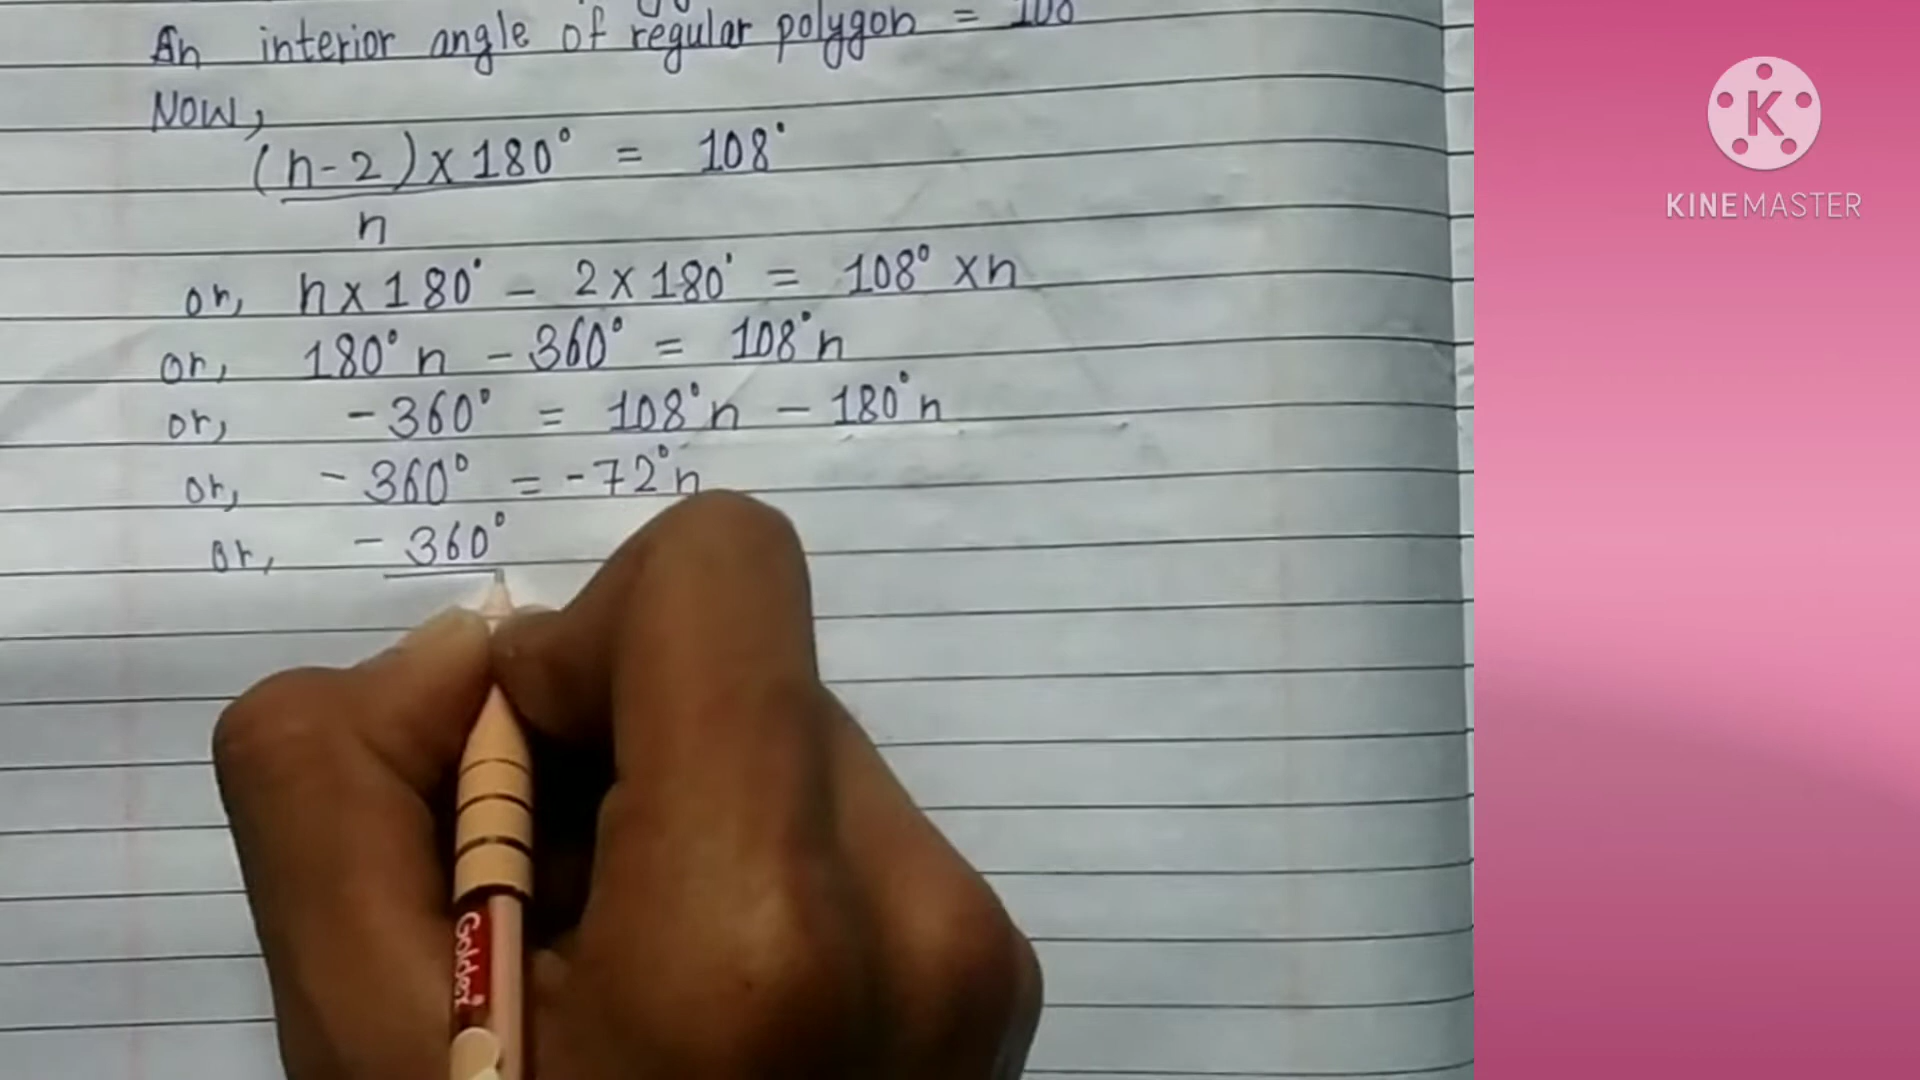 An interior angle of regular polygon = 108
Now,
(n-2)×180° = 108°
n
or, n×180° - 2×180° = 108° ×n
or, 180°n - 360° = 108°n
or, -360° = 108°n - 180°n
or, -360° = -72°n
or, -360°
Golden
K
KINEMASTER